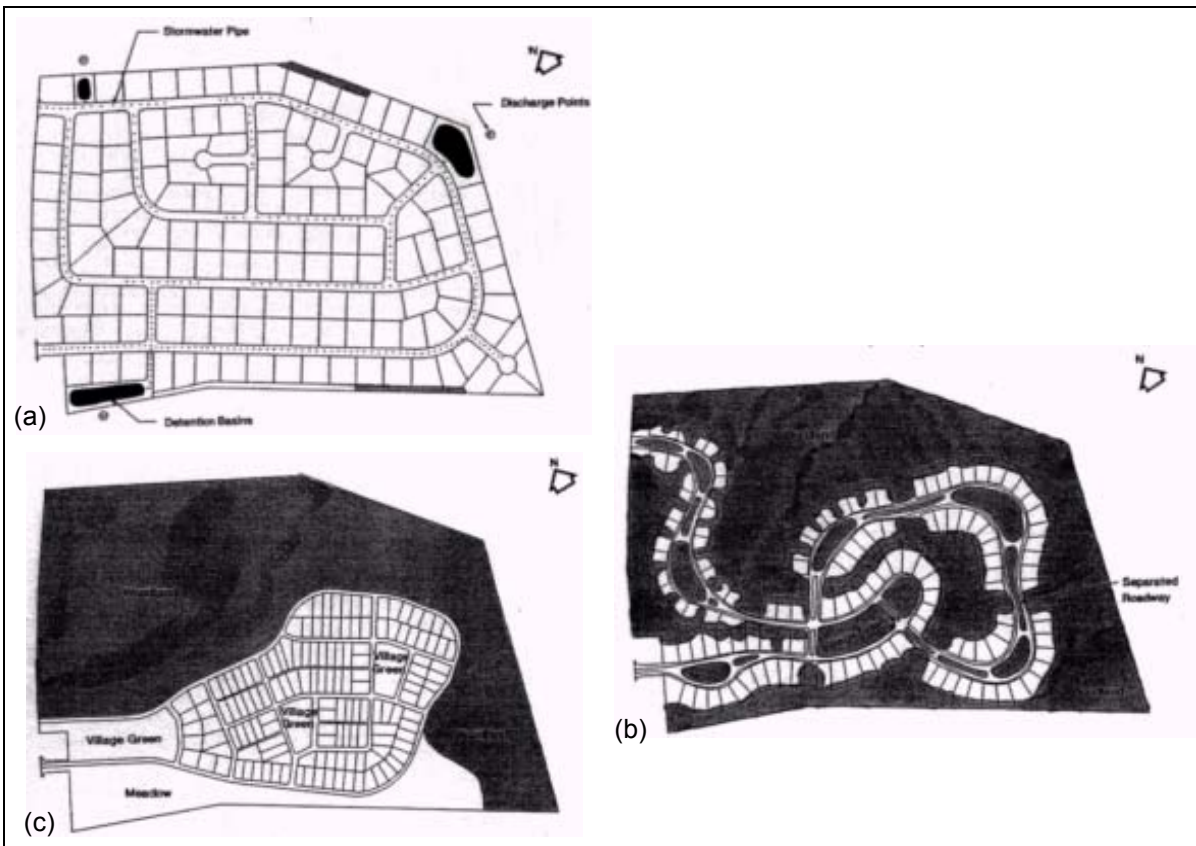 Stormwater Pipe
N
Discharge Points
(a)
Detention Basins
N
Separated
Roadway
(b)
N
Village
Green
Village
Green
Village Green
Meadow
(c)